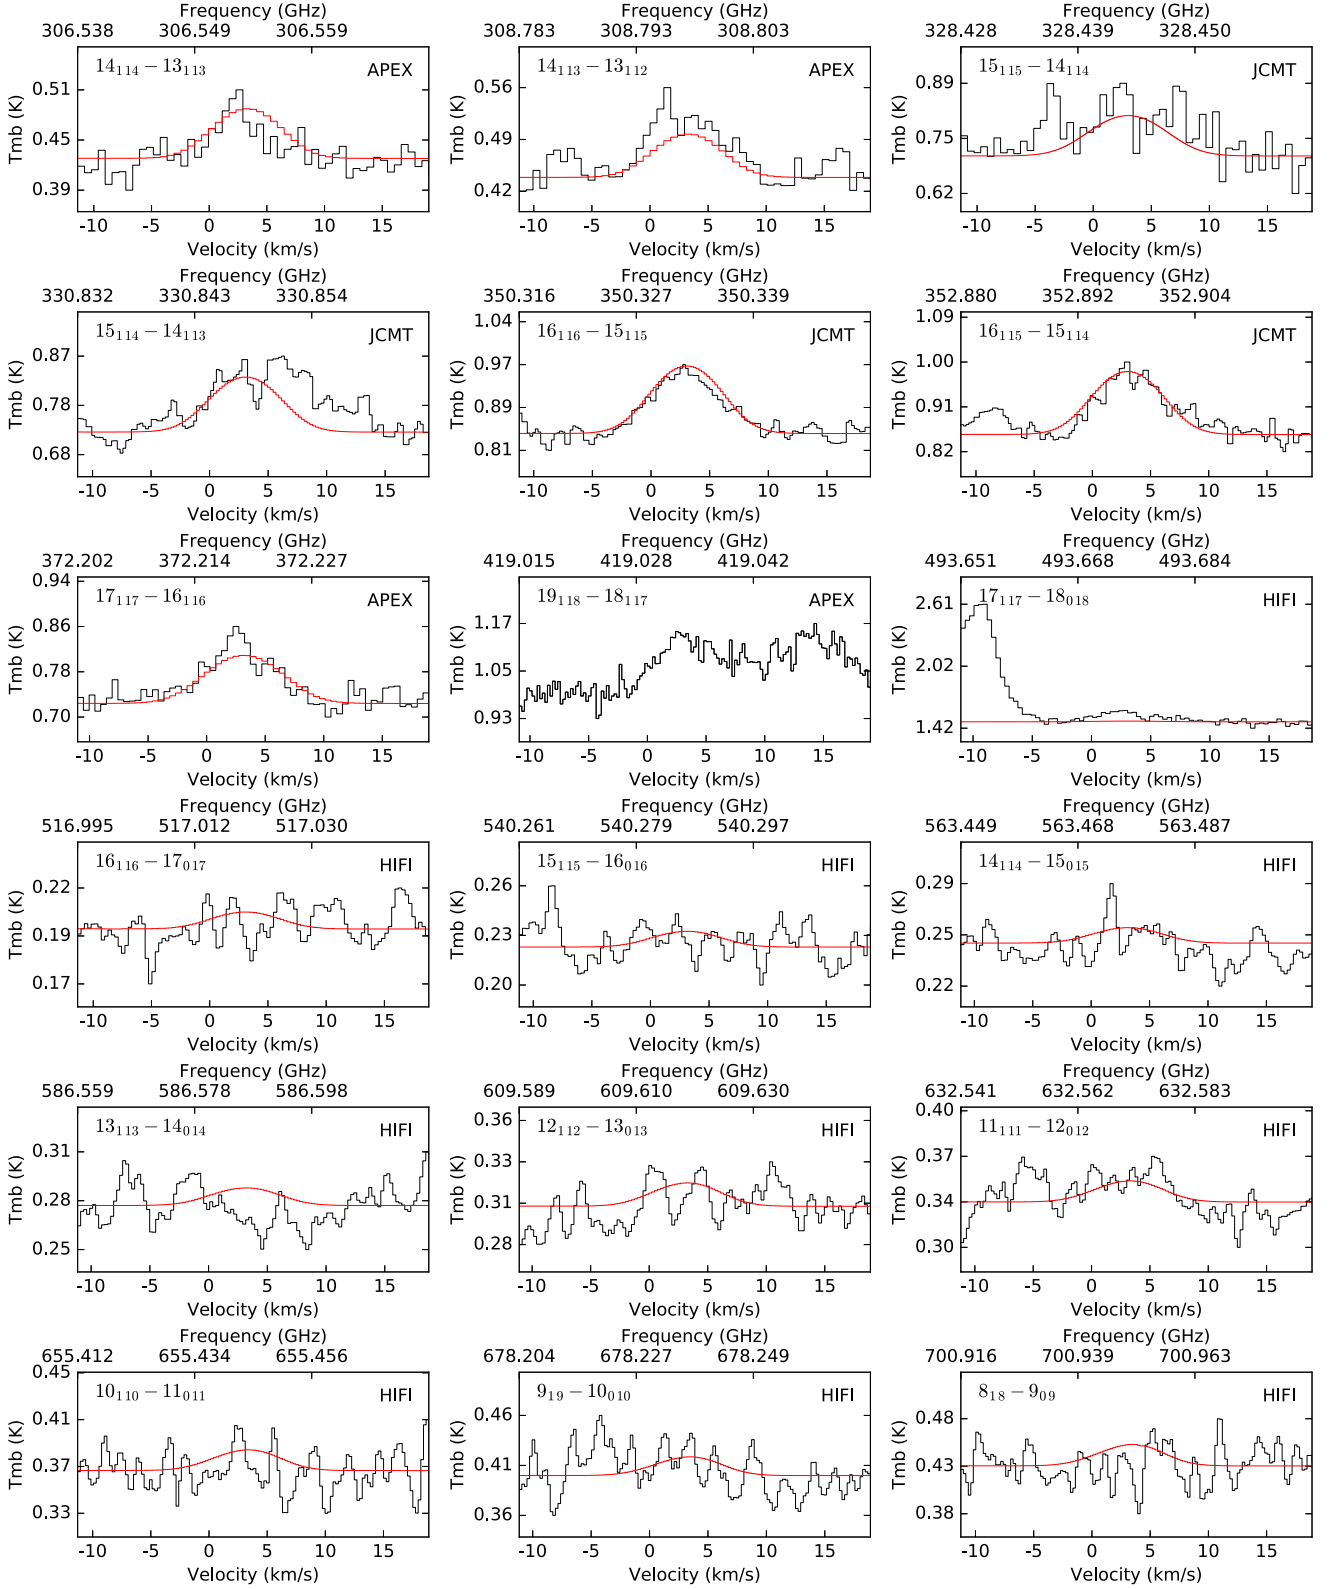 Frequency (GHz) Frequency (GHz) Frequency (GHz)
306.538 306.549 306.559 308.783 308.793 308.803 328.428 328.439 328.450
14₁₁₄ − 13₁₁₃ APEX 14₁₁₃ − 13₁₁₂ APEX 15₁₁₅ − 14₁₁₄ JCMT
Tmb (K) 0.51 0.45 0.39 Tmb (K) 0.56 0.49 0.42 Tmb (K) 0.89 0.75 0.62
-10 -5 0 5 10 15 -10 -5 0 5 10 15 -10 -5 0 5 10 15
Velocity (km/s) Velocity (km/s) Velocity (km/s)
Frequency (GHz) Frequency (GHz) Frequency (GHz)
330.832 330.843 330.854 350.316 350.327 350.339 352.880 352.892 352.904
15₁₁₄ − 14₁₁₃ JCMT 16₁₁₆ − 15₁₁₅ JCMT 16₁₁₅ − 15₁₁₄ JCMT
Tmb (K) 0.87 0.78 0.68 Tmb (K) 1.04 0.97 0.89 0.81 Tmb (K) 1.09 1.00 0.91 0.82
-10 -5 0 5 10 15 -10 -5 0 5 10 15 -10 -5 0 5 10 15
Velocity (km/s) Velocity (km/s) Velocity (km/s)
Frequency (GHz) Frequency (GHz) Frequency (GHz)
372.202 372.214 372.227 419.015 419.028 419.042 493.651 493.668 493.684
17₁₁₇ − 16₁₁₆ APEX 19₁₁₈ − 18₁₁₇ APEX 17₁₁₇ − 18₀₁₈ HIFI
Tmb (K) 0.94 0.86 0.78 0.70 Tmb (K) 1.17 1.05 0.93 Tmb (K) 2.61 2.02 1.42
-10 -5 0 5 10 15 -10 -5 0 5 10 15 -10 -5 0 5 10 15
Velocity (km/s) Velocity (km/s) Velocity (km/s)
Frequency (GHz) Frequency (GHz) Frequency (GHz)
516.995 517.012 517.030 540.261 540.279 540.297 563.449 563.468 563.487
16₁₁₆ − 17₀₁₇ HIFI 15₁₁₅ − 16₀₁₆ HIFI 14₁₁₄ − 15₀₁₅ HIFI
Tmb (K) 0.22 0.19 0.17 Tmb (K) 0.26 0.23 0.20 Tmb (K) 0.29 0.25 0.22
-10 -5 0 5 10 15 -10 -5 0 5 10 15 -10 -5 0 5 10 15
Velocity (km/s) Velocity (km/s) Velocity (km/s)
Frequency (GHz) Frequency (GHz) Frequency (GHz)
586.559 586.578 586.598 609.589 609.610 609.630 632.541 632.562 632.583
13₁₁₃ − 14₀₁₄ HIFI 12₁₁₂ − 13₀₁₃ HIFI 11₁₁₁ − 12₀₁₂ HIFI
Tmb (K) 0.31 0.28 0.25 Tmb (K) 0.36 0.33 0.31 0.28 Tmb (K) 0.40 0.37 0.34 0.30
-10 -5 0 5 10 15 -10 -5 0 5 10 15 -10 -5 0 5 10 15
Velocity (km/s) Velocity (km/s) Velocity (km/s)
Frequency (GHz) Frequency (GHz) Frequency (GHz)
655.412 655.434 655.456 678.204 678.227 678.249 700.916 700.939 700.963
10₁₁₀ − 11₀₁₁ HIFI 9₁₉ − 10₀₁₀ HIFI 8₁₈ − 9₀₉ HIFI
Tmb (K) 0.45 0.41 0.37 0.33 Tmb (K) 0.46 0.41 0.36 Tmb (K) 0.48 0.43 0.38
-10 -5 0 5 10 15 -10 -5 0 5 10 15 -10 -5 0 5 10 15
Velocity (km/s) Velocity (km/s) Velocity (km/s)